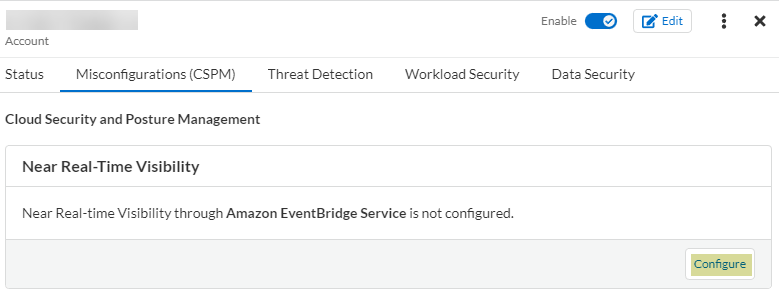 Enable
Edit
Account
Status Misconfigurations (CSPM) Threat Detection Workload Security Data Security
Cloud Security and Posture Management
Near Real-Time Visibility
Near Real-time Visibility through Amazon EventBridge Service is not configured.
Configure